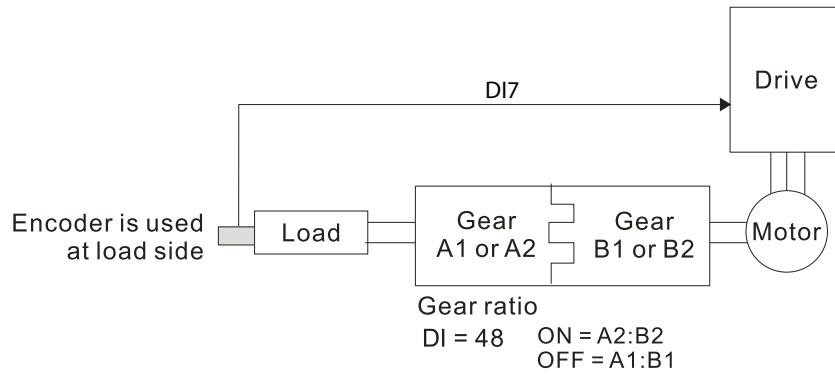 Drive
DI7
Encoder is used
at load side
Load
Gear
A1 or A2
Gear
B1 or B2
Motor
Gear ratio
DI = 48 ON = A2:B2
OFF = A1:B1